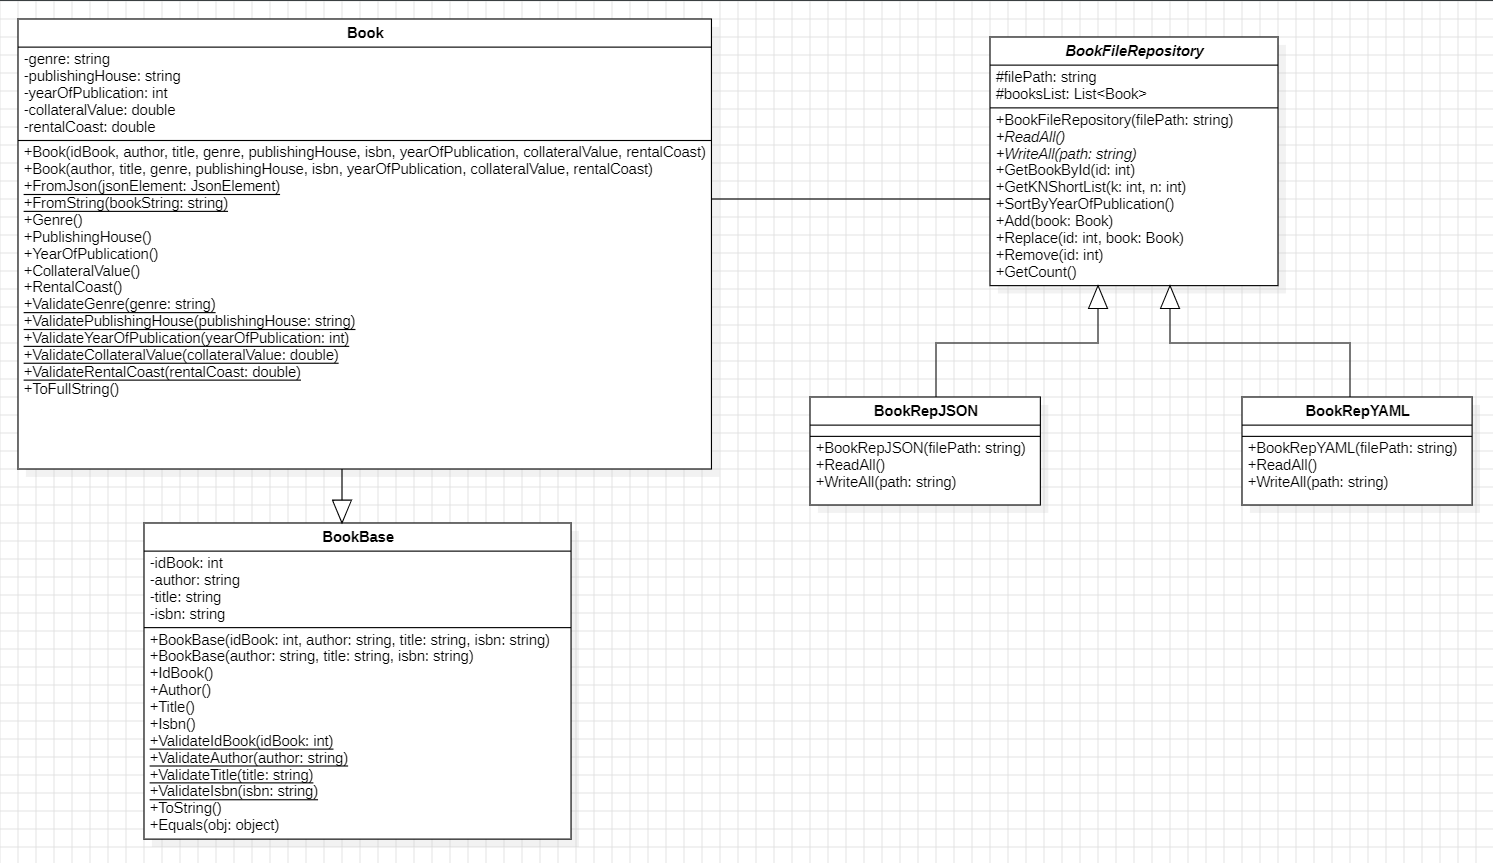 Book
-genre: string
-publishingHouse: string
-yearOfPublication: int
-collateralValue: double
-rentalCoast: double
+Book(idBook, author, title, genre, publishingHouse, isbn, yearOfPublication, collateralValue, rentalCoast)
+Book(author, title, genre, publishingHouse, isbn, yearOfPublication, collateralValue, rentalCoast)
+FromJson(jsonElement: JsonElement)
+FromString(bookString: string)
+Genre()
+PublishingHouse()
+YearOfPublication()
+CollateralValue()
+RentalCoast()
+ValidateGenre(genre: string)
+ValidatePublishingHouse(publishingHouse: string)
+ValidateYearOfPublication(yearOfPublication: int)
+ValidateCollateralValue(collateralValue: double)
+ValidateRentalCoast(rentalCoast: double)
+ToFullString()
BookFileRepository
#filePath: string
#booksList: List<Book>
+BookFileRepository(filePath: string)
+ReadAll()
+WriteAll(path: string)
+GetBookById(id: int)
+GetKNShortList(k: int, n: int)
+SortByYearOfPublication()
+Add(book: Book)
+Replace(id: int, book: Book)
+Remove(id: int)
+GetCount()
BookRepJSON
+BookRepJSON(filePath: string)
+ReadAll()
+WriteAll(path: string)
BookRepYAML
+BookRepYAML(filePath: string)
+ReadAll()
+WriteAll(path: string)
BookBase
-idBook: int
-author: string
-title: string
-isbn: string
+BookBase(idBook: int, author: string, title: string, isbn: string)
+BookBase(author: string, title: string, isbn: string)
+IdBook()
+Author()
+Title()
+Isbn()
+ValidateIdBook(idBook: int)
+ValidateAuthor(author: string)
+ValidateTitle(title: string)
+ValidateIsbn(isbn: string)
+ToString()
+Equals(obj: object)